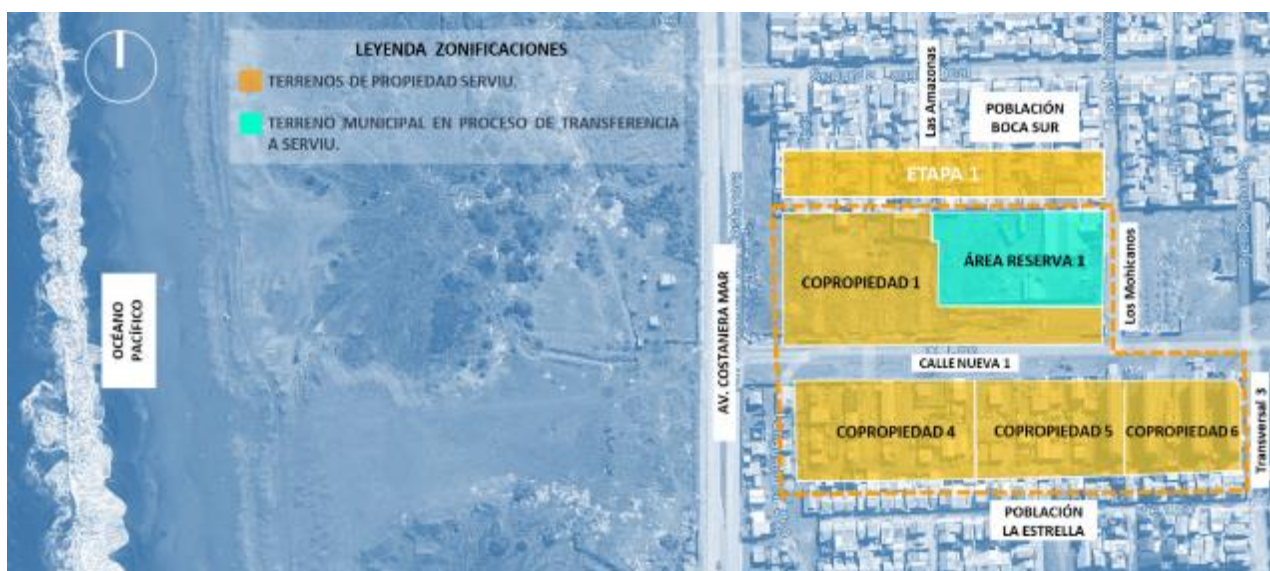 LEYENDA ZONIFICACIONES
TERRENOS DE PROPIEDAD SERVIU.
TERRENO MUNICIPAL EN PROCESO DE TRANSFERENCIA
A SERVIU.
Las Amazonas
POBLACIÓN
BOCA SUR
ETAPA 1
COPROPIEDAD 1
ÁREA RESERVA 1
Los Mohicanos
OCÉANO
PACÍFICO
AV. COSTANERA MAR
CALLE NUEVA 1
COPROPIEDAD 4
COPROPIEDAD 5
COPROPIEDAD 6
Transversal 3
POBLACIÓN
LA ESTRELLA